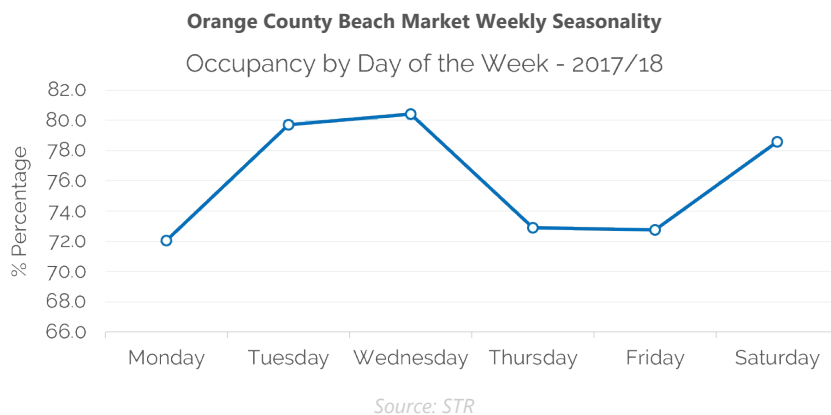 Orange County Beach Market Weekly Seasonality
Occupancy by Day of the Week - 2017/18
82.0
80.0
78.0
76.0
74.0
72.0
70.0
68.0
66.0
% Percentage
Monday Tuesday Wednesday Thursday Friday Saturday
Source: STR